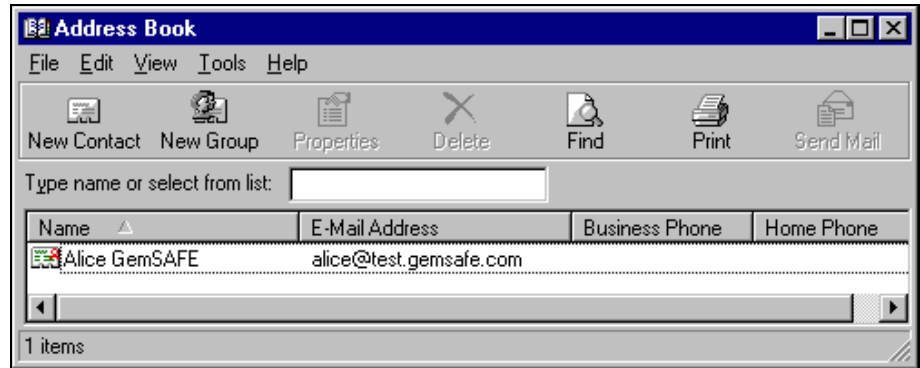 Address Book
File Edit View Tools Help
New Contact New Group Properties Delete Find Print Send Mail
Type name or select from list:
Name E-Mail Address Business Phone Home Phone
Alice GemSAFE alice@test.gemsafe.com
1 items